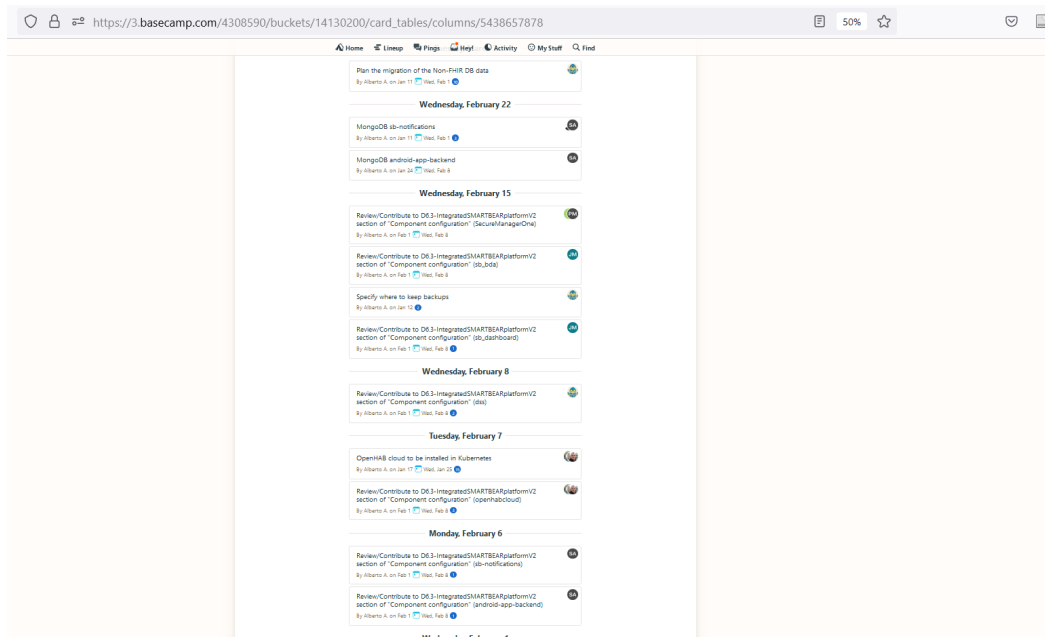 https://3.basecamp.com/4308590/buckets/14130200/card_tables/columns/5438657878
50%
Home Lineup Pings Hey! Activity My Stuff Find
Plan the migration of the Non-FHIR DB data
By Alberto A. on Jan 11 Wed, Feb 1
Wednesday, February 22
MongoDB sb-notifications
SA
By Alberto A. on Jan 11 Wed, Feb 1
MongoDB android-app-backend
SA
By Alberto A. on Jan 24 Wed, Feb 8
Wednesday, February 15
Review/Contribute to D6.3-IntegratedSMARTBEARplatformV2
PM
section of "Component configuration" (SecureManagerOne)
By Alberto A. on Feb 1 Wed, Feb 8
Review/Contribute to D6.3-IntegratedSMARTBEARplatformV2
JM
section of "Component configuration" (sb_bda)
By Alberto A. on Feb 1 Wed, Feb 8
Specify where to keep backups
By Alberto A. on Jan 12
Review/Contribute to D6.3-IntegratedSMARTBEARplatformV2
JM
section of "Component configuration" (sb_dashboard)
By Alberto A. on Feb 1 Wed, Feb 8 1
Wednesday, February 8
Review/Contribute to D6.3-IntegratedSMARTBEARplatformV2
section of "Component configuration" (dss)
By Alberto A. on Feb 1 Wed, Feb 8
Tuesday, February 7
OpenHAB cloud to be installed in Kubernetes
By Alberto A. on Jan 17 Wed, Jan 25
Review/Contribute to D6.3-IntegratedSMARTBEARplatformV2
section of "Component configuration" (openhabcloud)
By Alberto A. on Feb 1 Wed, Feb 8
Monday, February 6
Review/Contribute to D6.3-IntegratedSMARTBEARplatformV2
SA
section of "Component configuration" (sb-notifications)
By Alberto A. on Feb 1 Wed, Feb 8 1
Review/Contribute to D6.3-IntegratedSMARTBEARplatformV2
SA
section of "Component configuration" (android-app-backend)
By Alberto A. on Feb 1 Wed, Feb 8 1